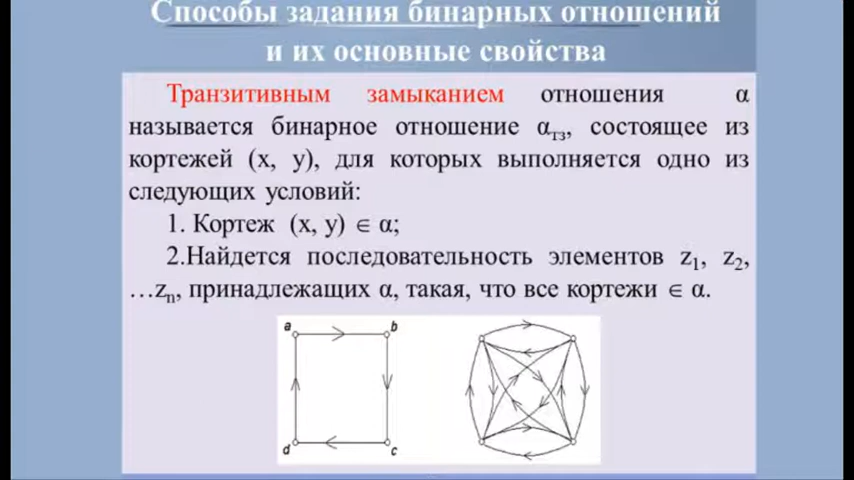 Способы задания бинарных отношений
и их основные свойства
Транзитивным замыканием отношения α
называется бинарное отношение αтз, состоящее из
кортежей (x, y), для которых выполняется одно из
следующих условий:
1. Кортеж (x, y) ∈ α;
2.Найдется последовательность элементов z1, z2,
…zn, принадлежащих α, такая, что все кортежи ∈ α.
a b
d c